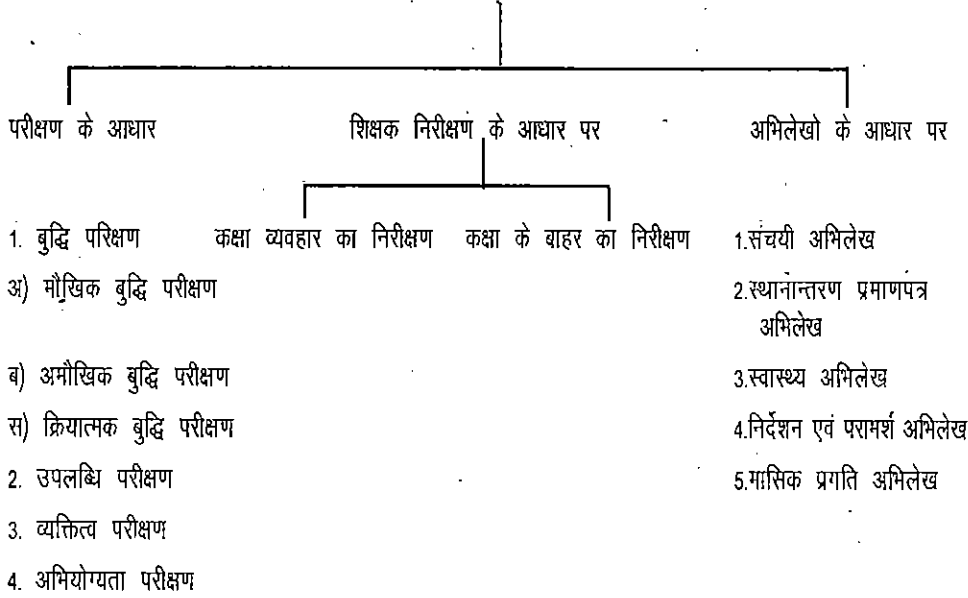 परीक्षण के आधार
शिक्षक निरीक्षण के आधार पर
अभिलेखो के आधार पर
1. बुद्धि परिक्षण
कक्षा व्यवहार का निरीक्षण
कक्षा के बाहर का निरीक्षण
1.संचयी अभिलेख
अ) मौखिक बुद्धि परीक्षण
2.स्थानान्तरण प्रमाणपत्र
अभिलेख
ब) अमौखिक बुद्धि परीक्षण
3.स्वास्थ्य अभिलेख
स) क्रियात्मक बुद्धि परीक्षण
4.निर्देशन एवं परामर्श अभिलेख
2. उपलब्धि परीक्षण
5.मासिक प्रगति अभिलेख
3. व्यक्तित्व परीक्षण
4. अभियोग्यता परीक्षण